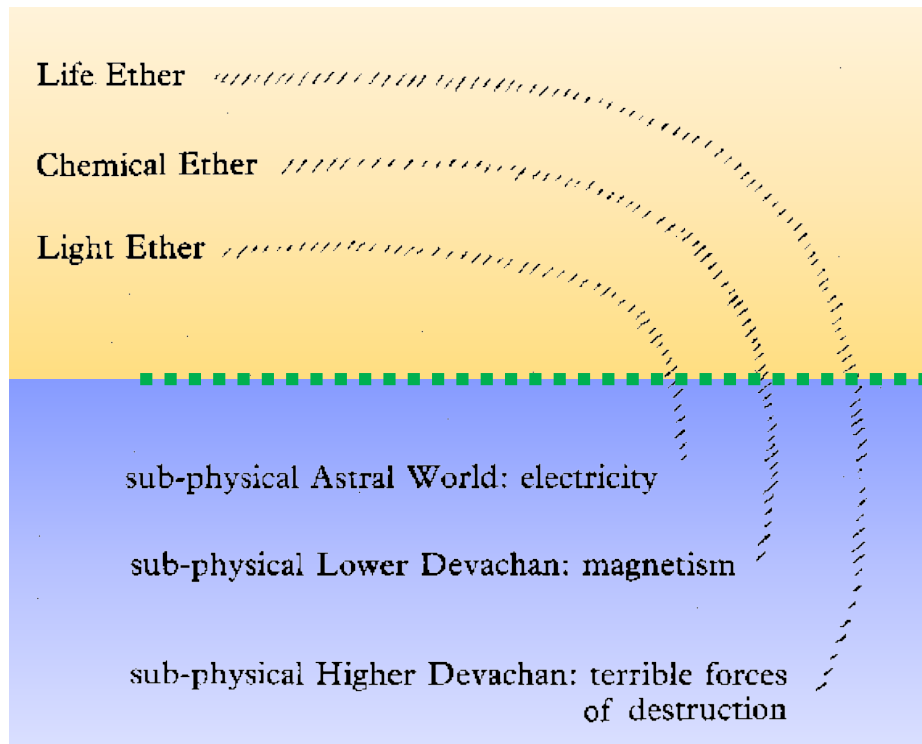 Life Ether
Chemical Ether
Light Ether
sub-physical Astral World: electricity
sub-physical Lower Devachan: magnetism
sub-physical Higher Devachan: terrible forces
of destruction